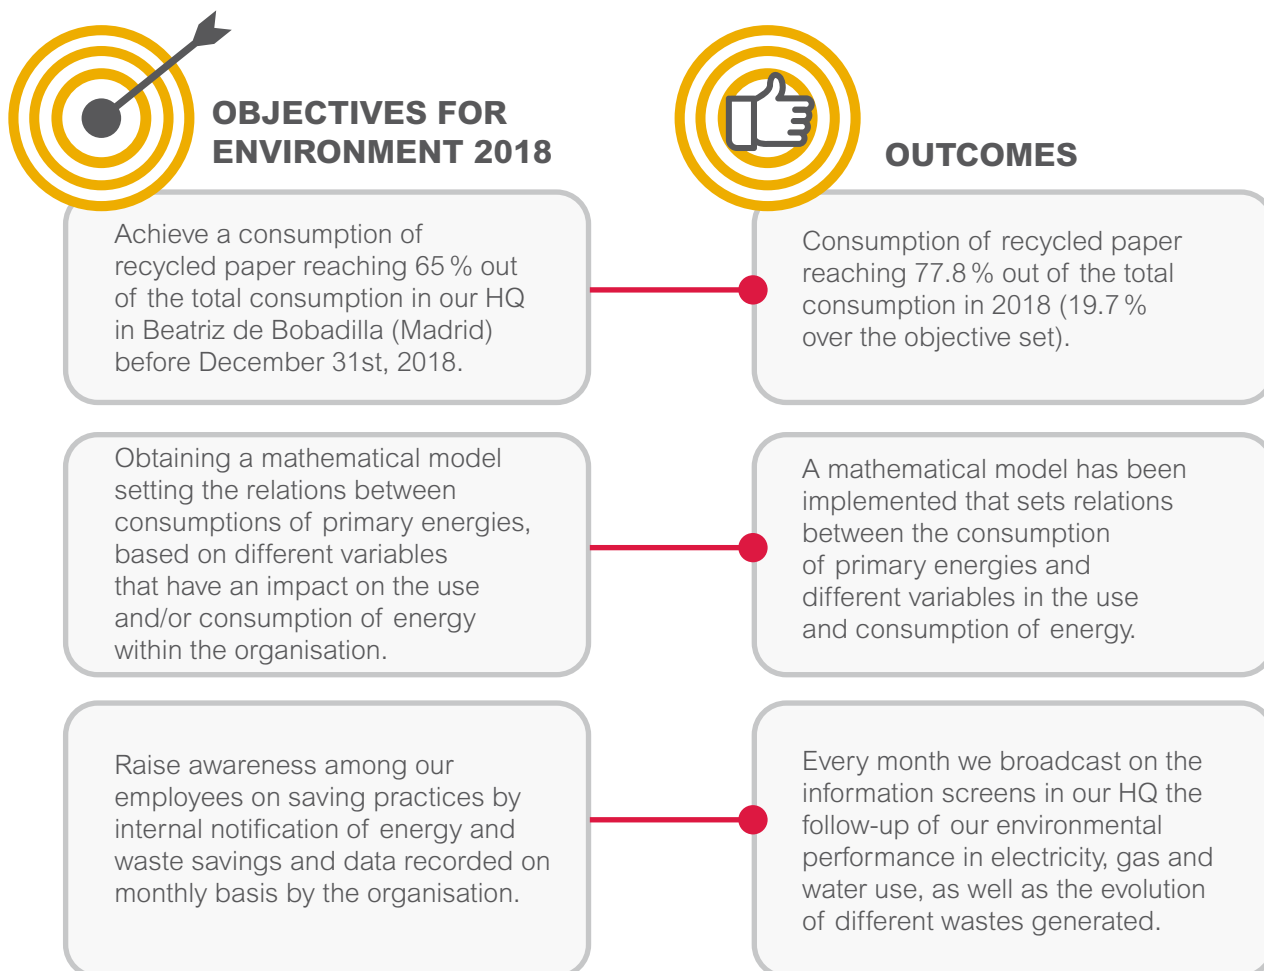 OBJECTIVES FOR
ENVIRONMENT 2018
OUTCOMES
Achieve a consumption of
recycled paper reaching 65 % out
of the total consumption in our HQ
in Beatriz de Bobadilla (Madrid)
before December 31st, 2018.
Consumption of recycled paper
reaching 77.8 % out of the total
consumption in 2018 (19.7 %
over the objective set).
Obtaining a mathematical model
setting the relations between
consumptions of primary energies,
based on different variables
that have an impact on the use
and/or consumption of energy
within the organisation.
A mathematical model has been
implemented that sets relations
between the consumption
of primary energies and
different variables in the use
and consumption of energy.
Raise awareness among our
employees on saving practices by
internal notification of energy and
waste savings and data recorded on
monthly basis by the organisation.
Every month we broadcast on the
information screens in our HQ the
follow-up of our environmental
performance in electricity, gas and
water use, as well as the evolution
of different wastes generated.